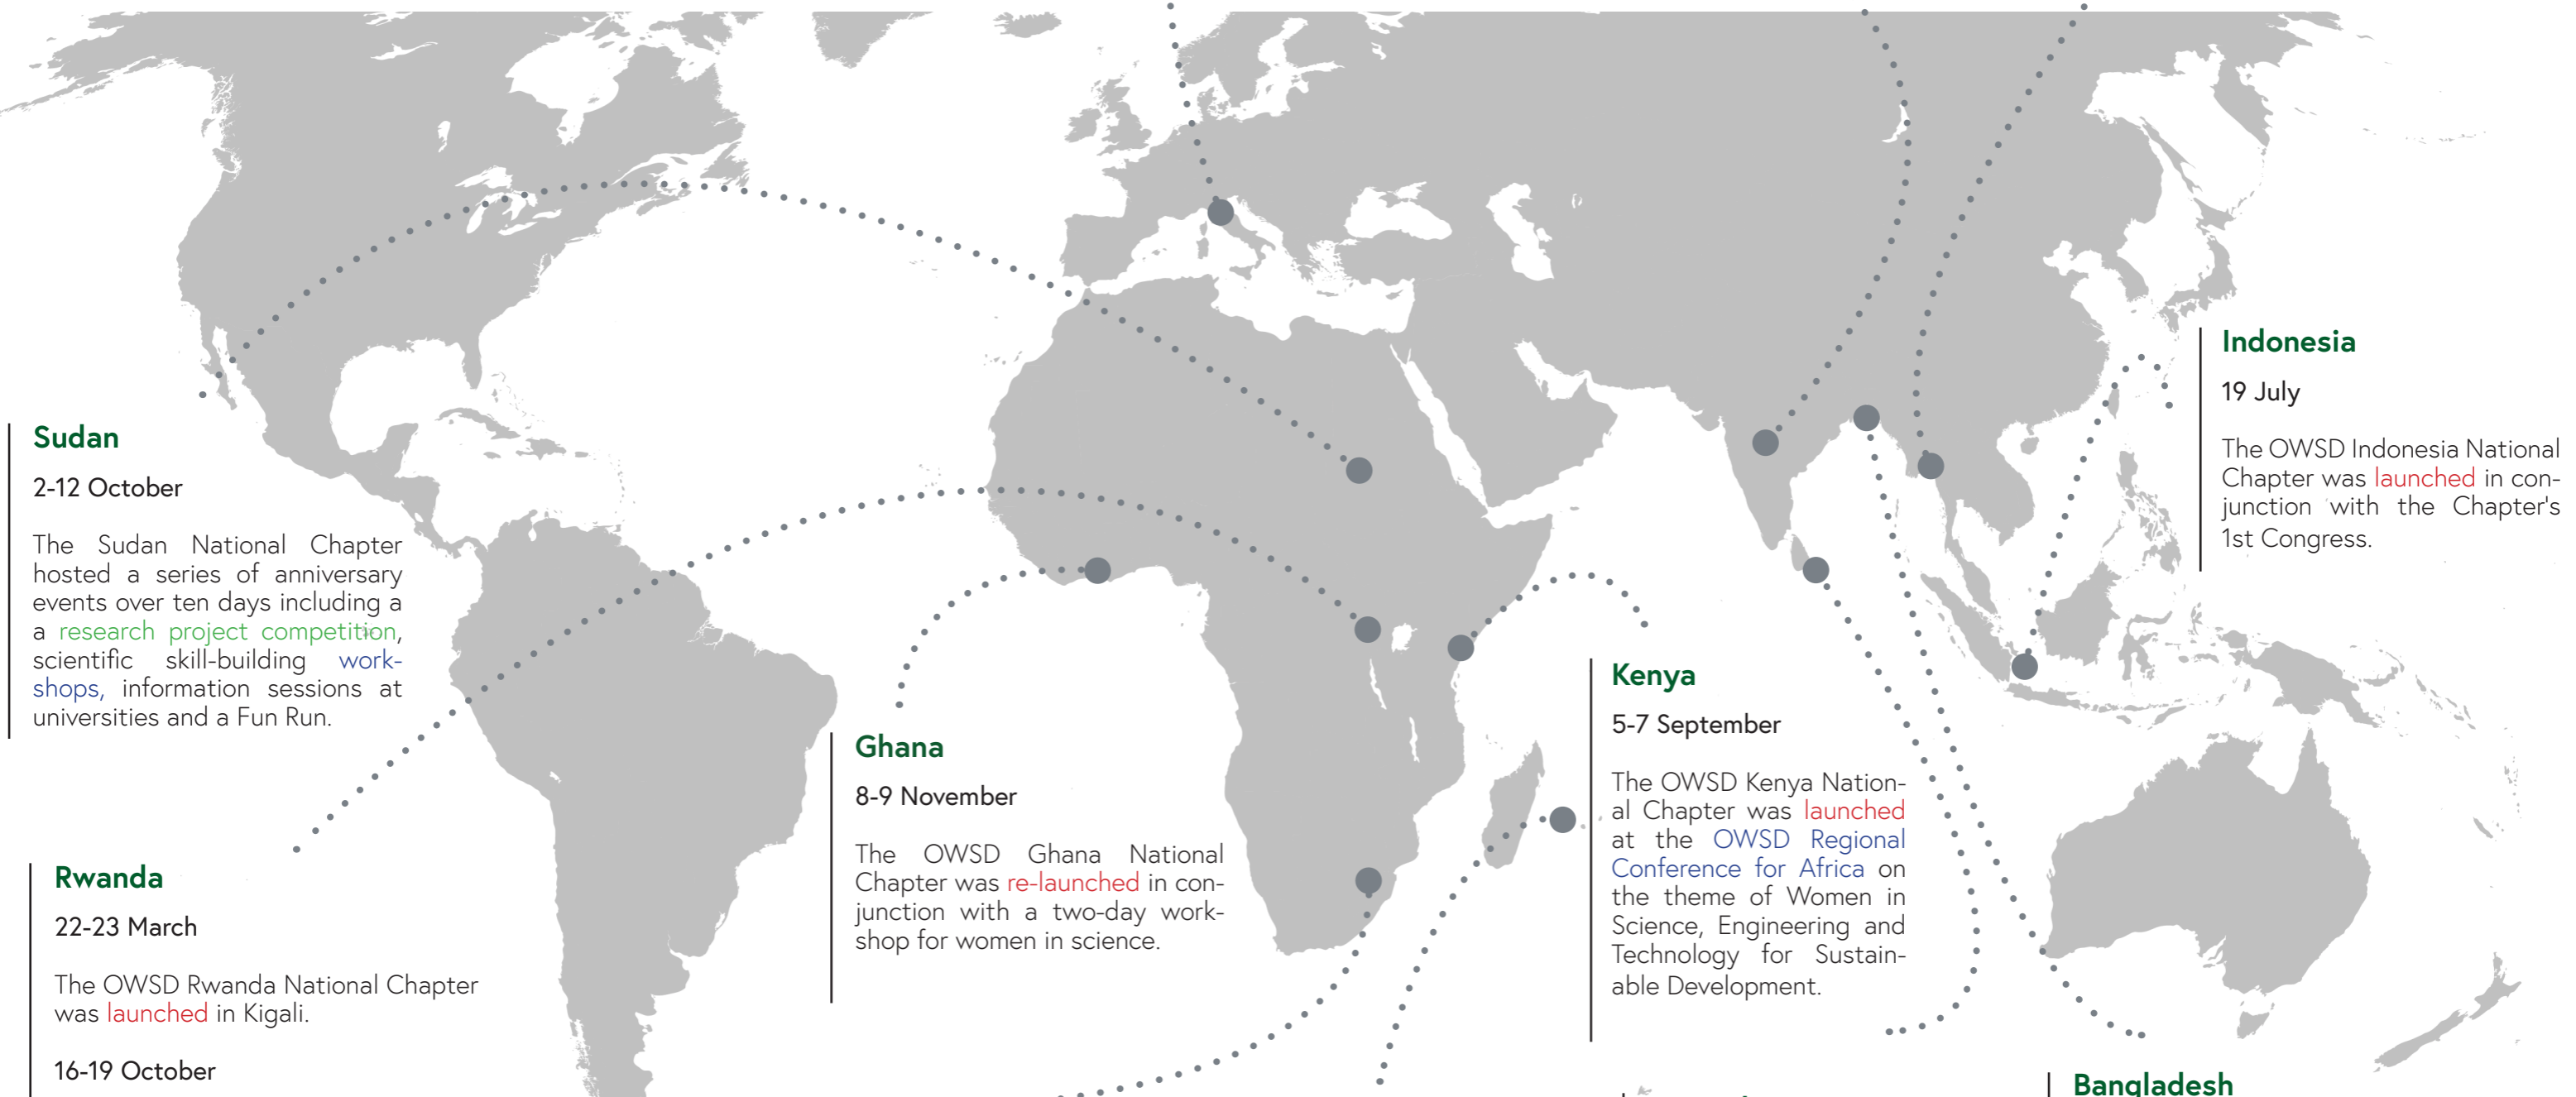 Sudan
2-12 October
The Sudan National Chapter
hosted a series of anniversary
events over ten days including a
a research project competition,
scientific skill-building work-
shops, information sessions at
universities and a Fun Run.
Rwanda
22-23 March
The OWSD Rwanda National Chapter
was launched in Kigali.
16-19 October
Ghana
8-9 November
The OWSD Ghana National
Chapter was re-launched in con-
junction with a two-day work-
shop for women in science.
Kenya
5-7 September
The OWSD Kenya Nation-
al Chapter was launched
at the OWSD Regional
Conference for Africa on
the theme of Women in
Science, Engineering and
Technology for Sustain-
able Development.
Indonesia
19 July
The OWSD Indonesia National
Chapter was launched in con-
junction with the Chapter's
1st Congress.
Bangladesh